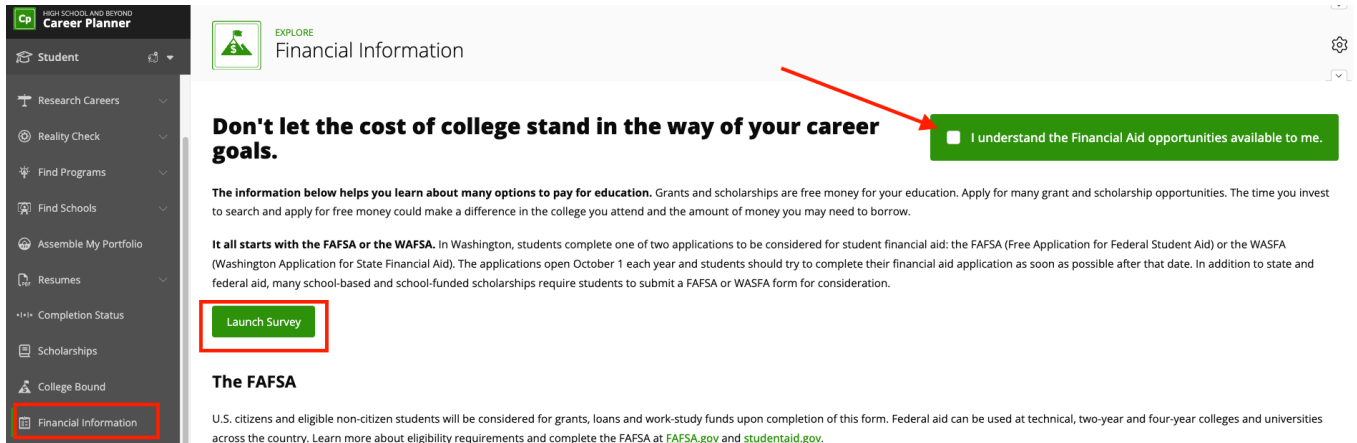 Cp
HIGH SCHOOL AND BEYOND
Career Planner
Student
Research Careers
Reality Check
Find Programs
Find Schools
Assemble My Portfolio
Resumes
Completion Status
Scholarships
College Bound
Financial Information
EXPLORE
Financial Information
Don't let the cost of college stand in the way of your career
goals.
I understand the Financial Aid opportunities available to me.
The information below helps you learn about many options to pay for education. Grants and scholarships are free money for your education. Apply for many grant and scholarship opportunities. The time you invest
to search and apply for free money could make a difference in the college you attend and the amount of money you may need to borrow.
It all starts with the FAFSA or the WAFSA. In Washington, students complete one of two applications to be considered for student financial aid: the FAFSA (Free Application for Federal Student Aid) or the WASFA
(Washington Application for State Financial Aid). The applications open October 1 each year and students should try to complete their financial aid application as soon as possible after that date. In addition to state and
federal aid, many school-based and school-funded scholarships require students to submit a FAFSA or WASFA form for consideration.
Launch Survey
The FAFSA
U.S. citizens and eligible non-citizen students will be considered for grants, loans and work-study funds upon completion of this form. Federal aid can be used at technical, two-year and four-year colleges and universities
across the country. Learn more about eligibility requirements and complete the FAFSA at FAFSA.gov and studentaid.gov.